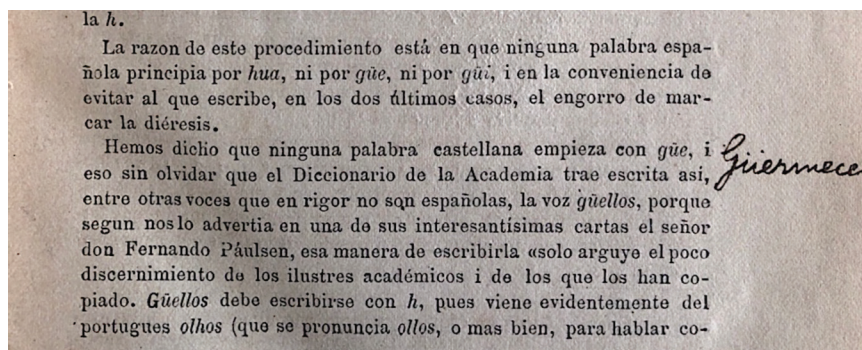 la h.
La razon de este procedimiento está en que ninguna palabra espa-
ñola principia por hua, ni por güe, ni por güi, i en la conveniencia de
evitar al que escribe, en los dos últimos casos, el engorro de mar-
car la diéresis.
Hemos dicho que ninguna palabra castellana empieza con güe, i
eso sin olvidar que el Diccionario de la Academia trae escrita asi,
Güermece
entre otras voces que en rigor no son españolas, la voz güellos, porque
segun nos lo advertia en una de sus interesantísimas cartas el señor
don Fernando Páulsen, esa manera de escribirla «solo arguye el poco
discernimiento de los ilustres académicos i de los que los han co-
piado. Güellos debe escribirse con h, pues viene evidentemente del
portugues olhos (que se pronuncia ollos, o mas bien, para hablar co-